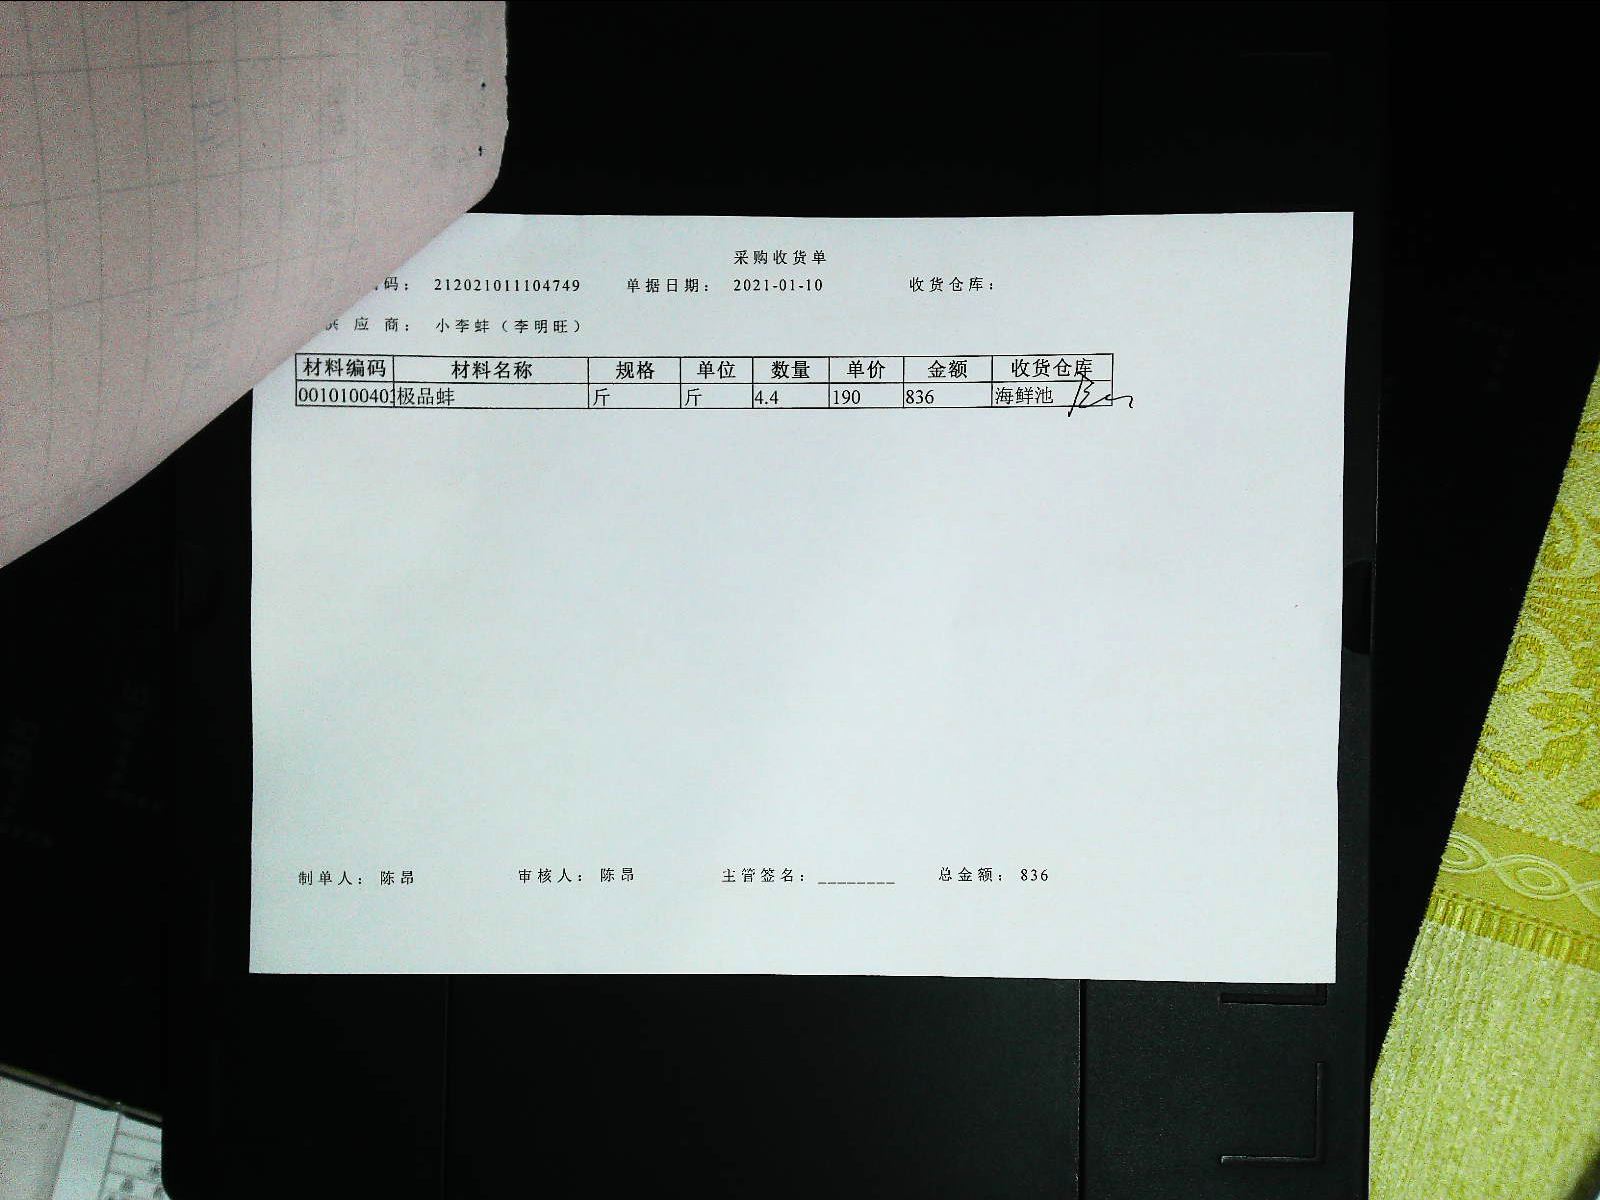 采购收货单
码： 212021011104749 单据日期： 2021-01-10 收货仓库：
供应商： 小李蚌（李明旺）
材料编码 材料名称 规格 单位 数量 单价 金额 收货仓库
0010100403 极品蚌 斤 斤 4.4 190 836 海鲜池
制单人： 陈昂 审核人： 陈昂 主管签名： ________ 总金额： 836